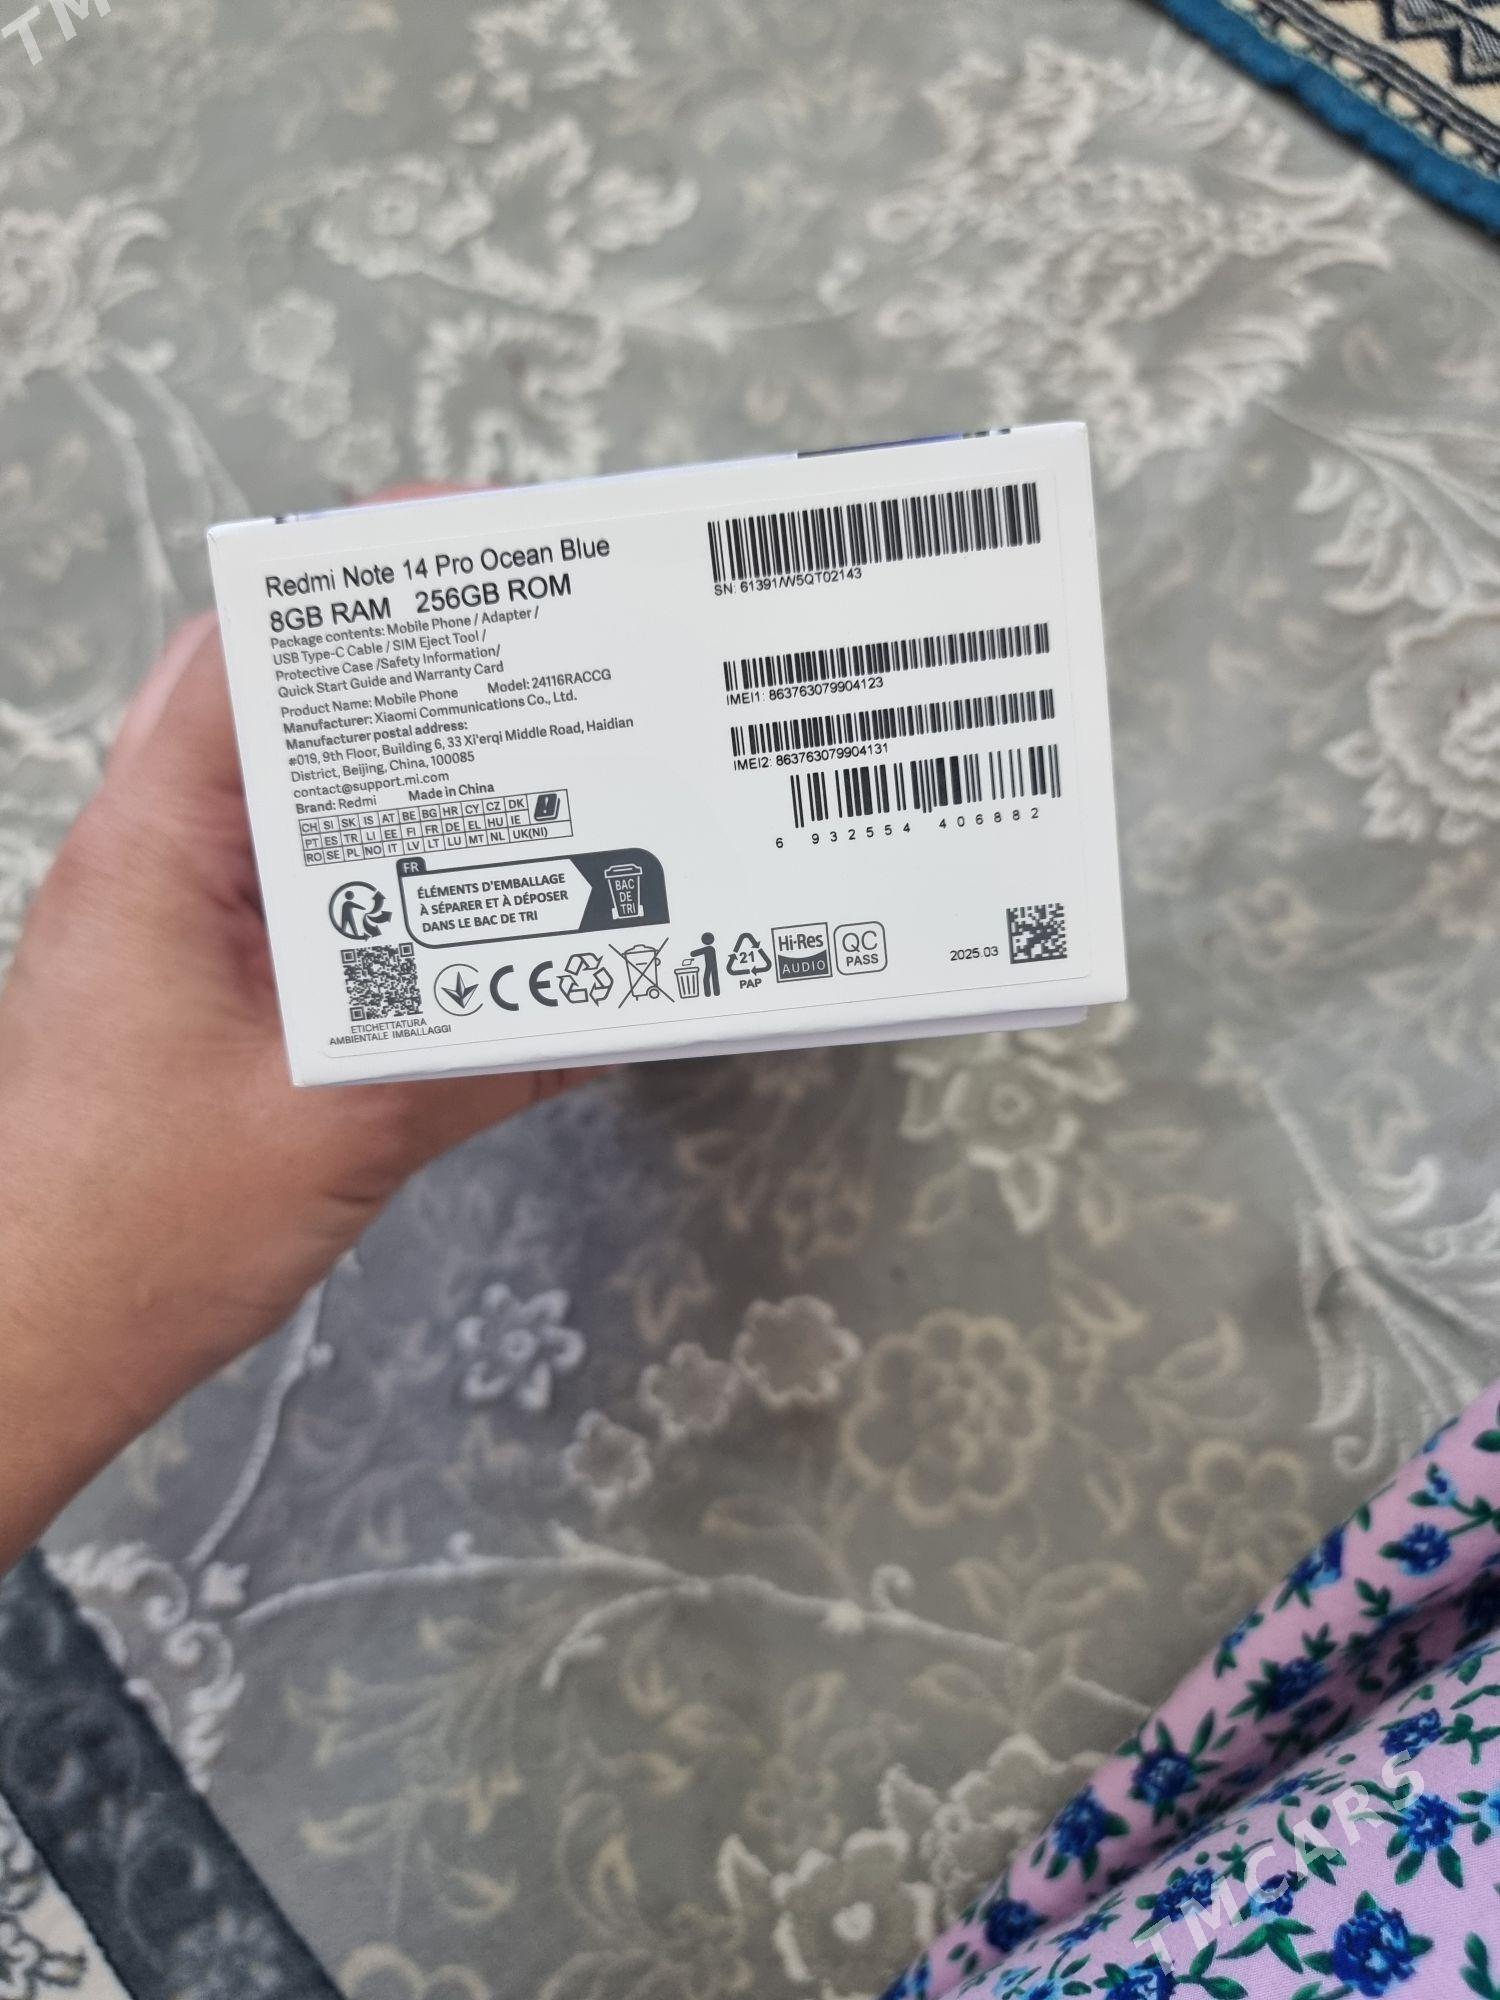 TM
Redmi Note 14 Pro Ocean Blue
8GB RAM 256GB ROM
Package contents: Mobile Phone / Adapter /
USB Type-C Cable / SIM Eject Tool /
Protective Case /Safety Information/
Quick Start Guide and Warranty Card
Product Name: Mobile Phone Model: 24116RACCG
Manufacturer: Xiaomi Communications Co., Ltd.
Manufacturer postal address:
#019, 9th Floor, Building 6, 33 Xi'erqi Middle Road, Haidian
District, Beijing, China, 100085
contact@support.mi.com
Brand: Redmi Made in China
CH SI SK IS AT BE BG HR CY CZ DK
PT ES TR LI EE FI FR DE EL HU IE
RO SE PL NO IT LV LT LU MT NL UK(NI)
FR
ÉLÉMENTS D'EMBALLAGE
À SÉPARER ET À DÉPOSER
DANS LE BAC DE TRI
BAC
DE
TRI
ETICHETTATURA
AMBIENTALE IMBALLAGGI
CE
21
PAP
Hi-Res
AUDIO
QC
PASS
SN: 61391/W5QT02143
IMEI1: 863763079904123
IMEI2: 863763079904131
6 932554 406882
2025.03
TMCARS